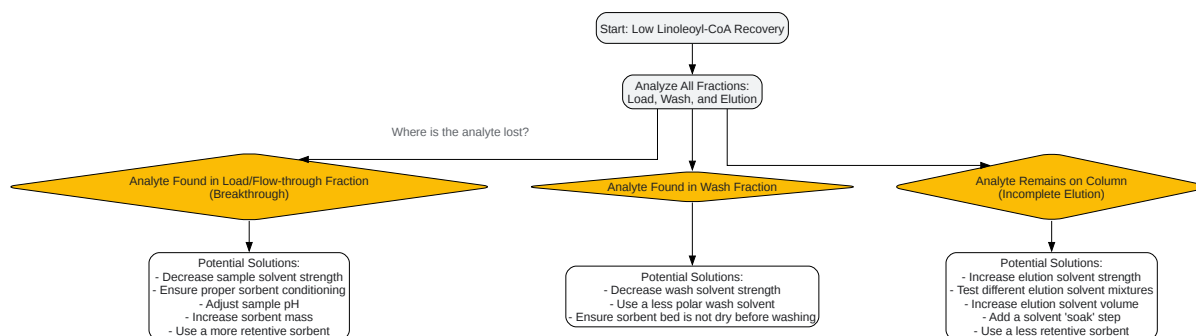 Start: Low Linoleoyl-CoA Recovery
Analyze All Fractions:
Load, Wash, and Elution
Where is the analyte lost?
Analyte Found in Load/Flow-through Fraction
(Breakthrough)
Analyte Found in Wash Fraction
Analyte Remains on Column
(Incomplete Elution)
Potential Solutions:
- Decrease sample solvent strength
- Ensure proper sorbent conditioning
- Adjust sample pH
- Increase sorbent mass
- Use a more retentive sorbent
Potential Solutions:
- Decrease wash solvent strength
- Use a less polar wash solvent
- Ensure sorbent bed is not dry before washing
Potential Solutions:
- Increase elution solvent strength
- Test different elution solvent mixtures
- Increase elution solvent volume
- Add a solvent 'soak' step
- Use a less retentive sorbent